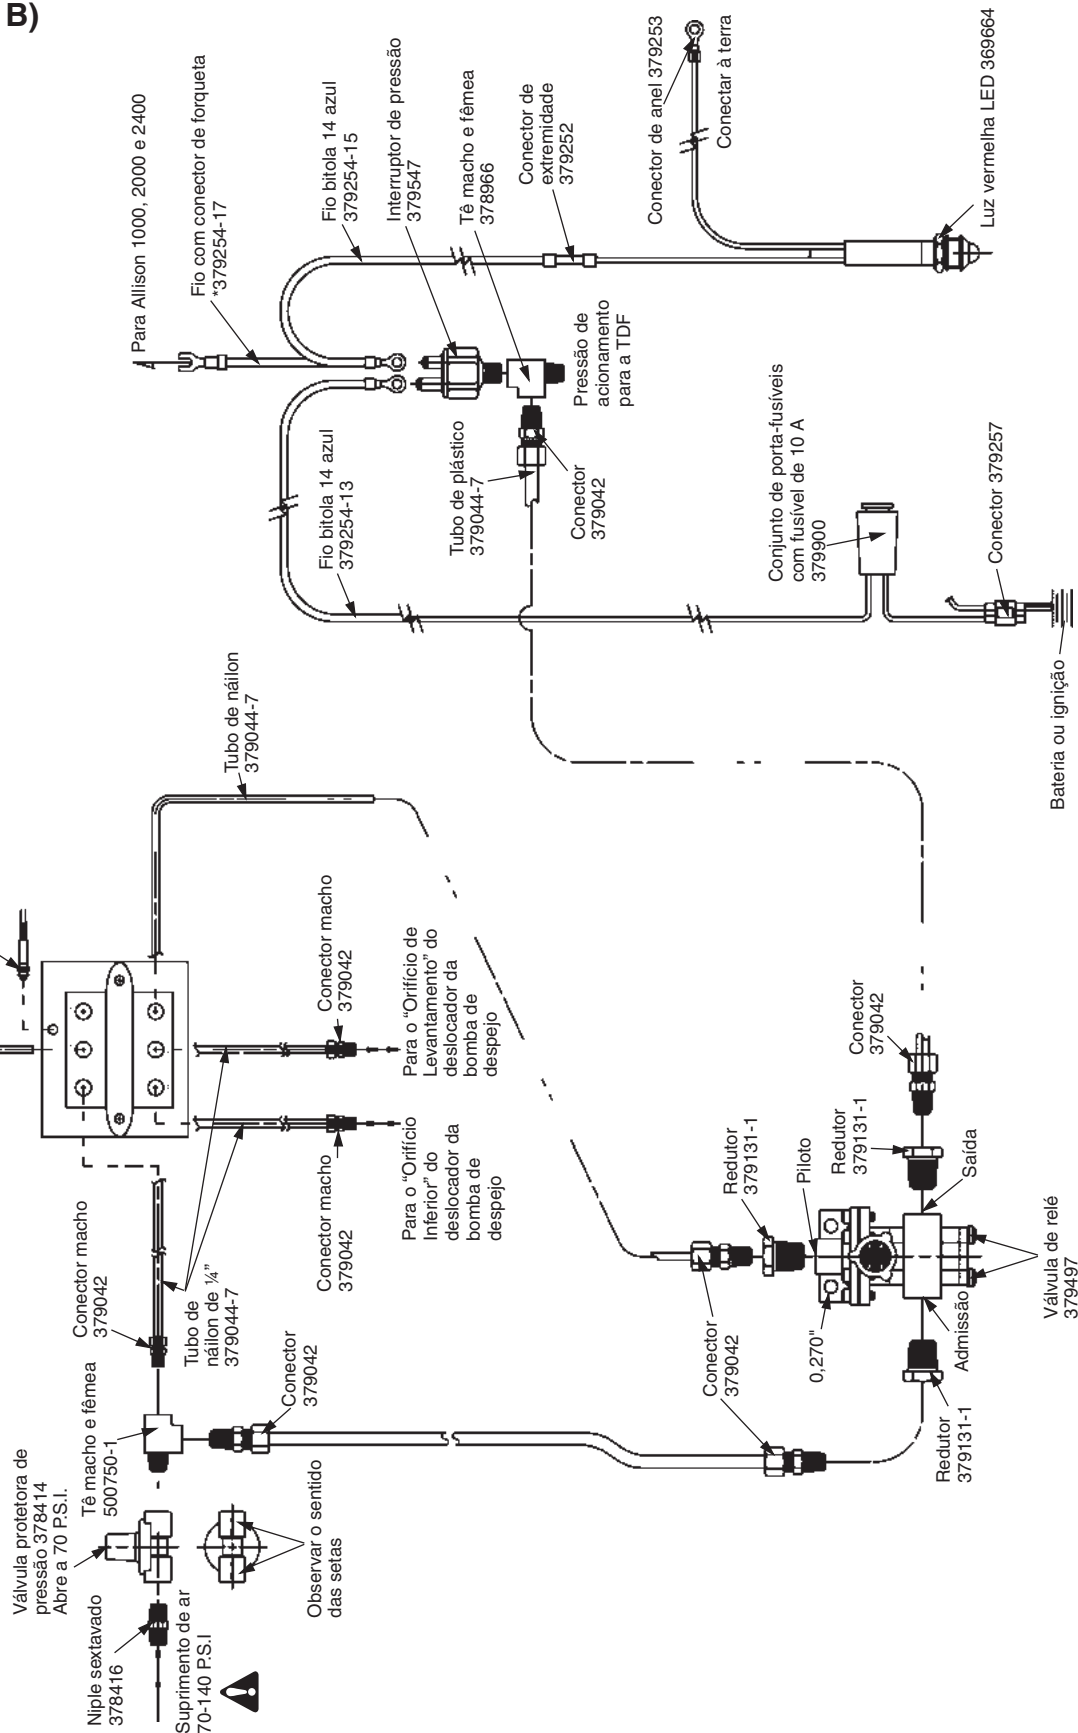 B)
Para Allison 1000, 2000 e 2400
Fio com conector de forqueta
*379254-17
Fio bitola 14 azul
379254-15
Interruptor de pressão
379547
Tê macho e fêmea
378966
Conector de
extremidade
379252
Conector de anel 379253
Conectar à terra
Luz vermelha LED 369664
Fio bitola 14 azul
379254-13
Tubo de plástico
379044-7
Conector
379042
Pressão de
acionamento
para a TDF
Conjunto de porta-fusíveis
com fusível de 10 A
379900
Conector 379257
Bateria ou ignição
Tubo de náilon
379044-7
Conector macho
379042
Para o "Orifício de
Levantamento" do
deslocador da
bomba de
despejo
Conector macho
379042
Para o "Orifício
Inferior" do
deslocador da
bomba de
despejo
Conector macho
379042
Tubo de
náilon de ¼"
379044-7
Conector
379042
Tê macho e fêmea
500750-1
Válvula protetora de
pressão 378414
Abre a 70 P.S.I.
Niple sextavado
378416
Suprimento de ar
70-140 P.S.I
Observar o sentido
das setas
Conector
379042
Redutor
379131-1
Piloto
Redutor
379131-1
Conector
379042
Saída
0,270"
Admissão
Redutor
379131-1
Válvula de relé
379497